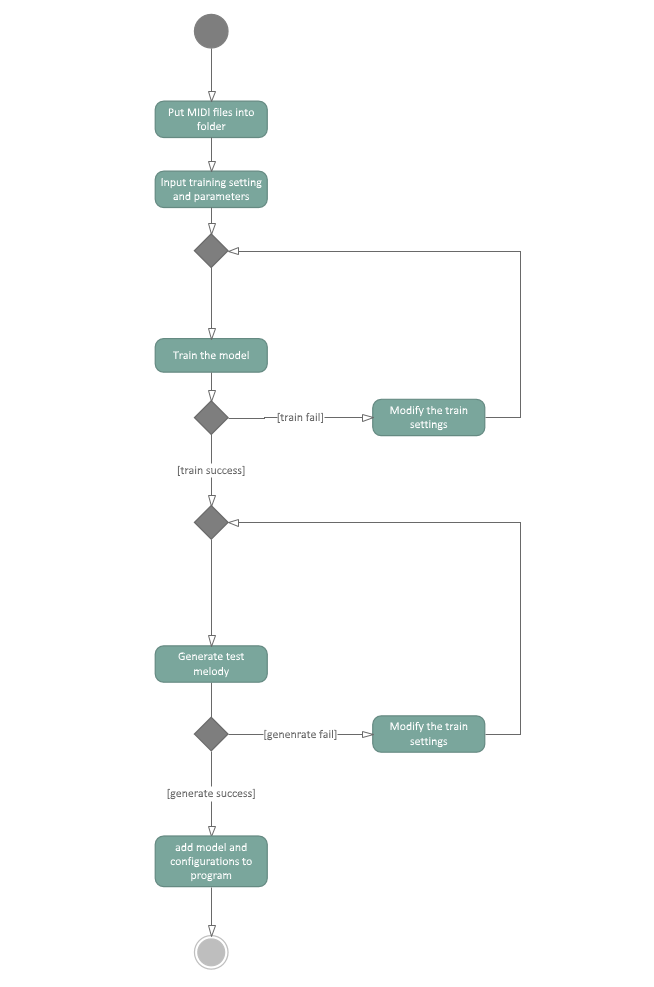 Put MIDI files into
folder
Input training setting
and parameters
Train the model
[train fail]
Modify the train
settings
[train success]
Generate test
melody
[genenrate fail]
Modify the train
settings
[generate success]
add model and
configurations to
program